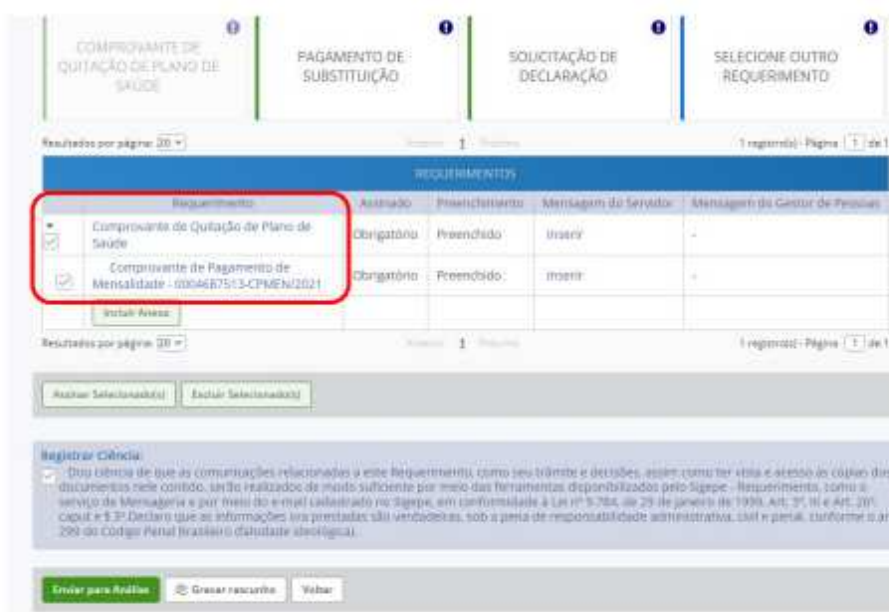 COMPROVANTE DE
QUITAÇÃO DE PLANO DE
SAÚDE
PAGAMENTO DE
SUBSTITUIÇÃO
SOLICITAÇÃO DE
DECLARAÇÃO
SELECIONE OUTRO
REQUERIMENTO
Resultados por página: 20
Anterior 1 Próximo
1 registro(s) - Página 1 de 1
REQUERIMENTOS
Requerimento Assinado Preenchimento Mensagem do Servidor Mensagem do Gestor de Pessoas
Comprovante de Quitação de Plano de
Saúde
Obrigatório Preenchido Inserir -
Comprovante de Pagamento de
Mensalidade - 0004687513-CPMEN/2021
Obrigatório Preenchido Inserir -
Incluir Anexo
Resultados por página: 20
Anterior 1 Próximo
1 registro(s) - Página 1 de 1
Assinar Selecionado(s) Excluir Selecionado(s)
Registrar Ciência:
Dou ciência de que as comunicações relacionadas a este Requerimento, como seu trâmite e decisões, assim como ter vista e acesso às cópias dos
documentos nele contido, serão realizados de modo suficiente por meio das ferramentas disponibilizados pelo Sigepe - Requerimento, como o
serviço de Mensageria e por meio do e-mail cadastrado no Sigepe, em conformidade à Lei nº 9.784, de 29 de janeiro de 1999, Art. 3º, III e Art. 26º,
caput e § 3º.Declaro que as informações ora prestadas são verdadeiras, sob a pena de responsabilidade administrativa, civil e penal, conforme o ar
299 do Código Penal Brasileiro (falsidade ideológica).
Enviar para Análise Gravar rascunho Voltar